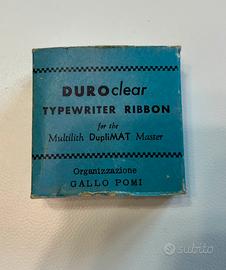 DUROclear
TYPEWRITER RIBBON
for the
Multilith DupliMAT Master
Organizzazione
GALLO POMI
subito